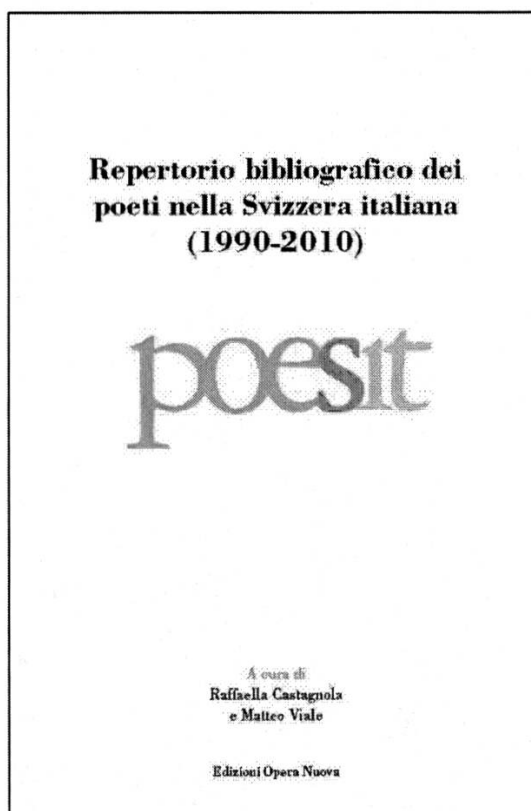 Repertorio bibliografico dei
poeti nella Svizzera italiana
(1990-2010)
poesit
A cura di
Raffaella Castagnola
e Matteo Viale
Edizioni Opera Nuova